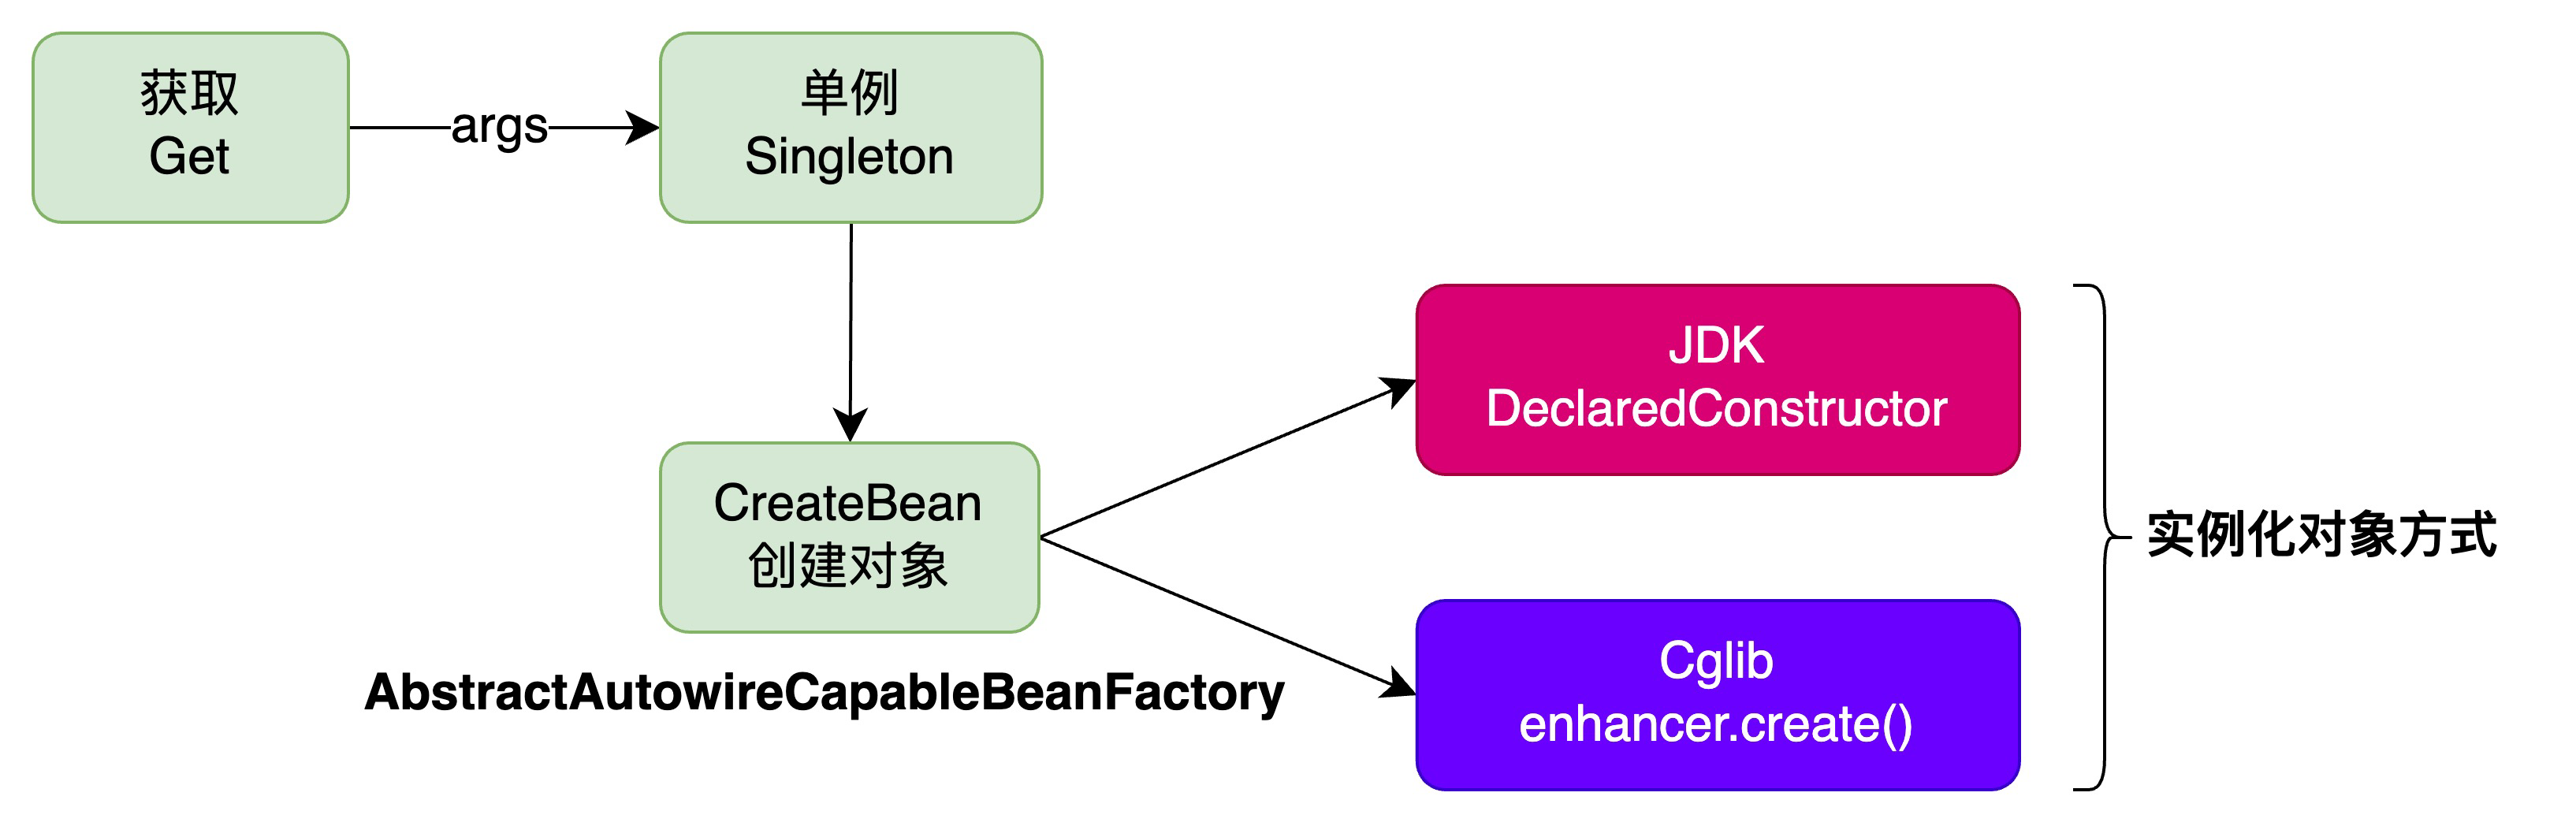 获取
Get
args
单例
Singleton
CreateBean
创建对象
AbstractAutowireCapableBeanFactory
JDK
DeclaredConstructor
Cglib
enhancer.create()
实例化对象方式